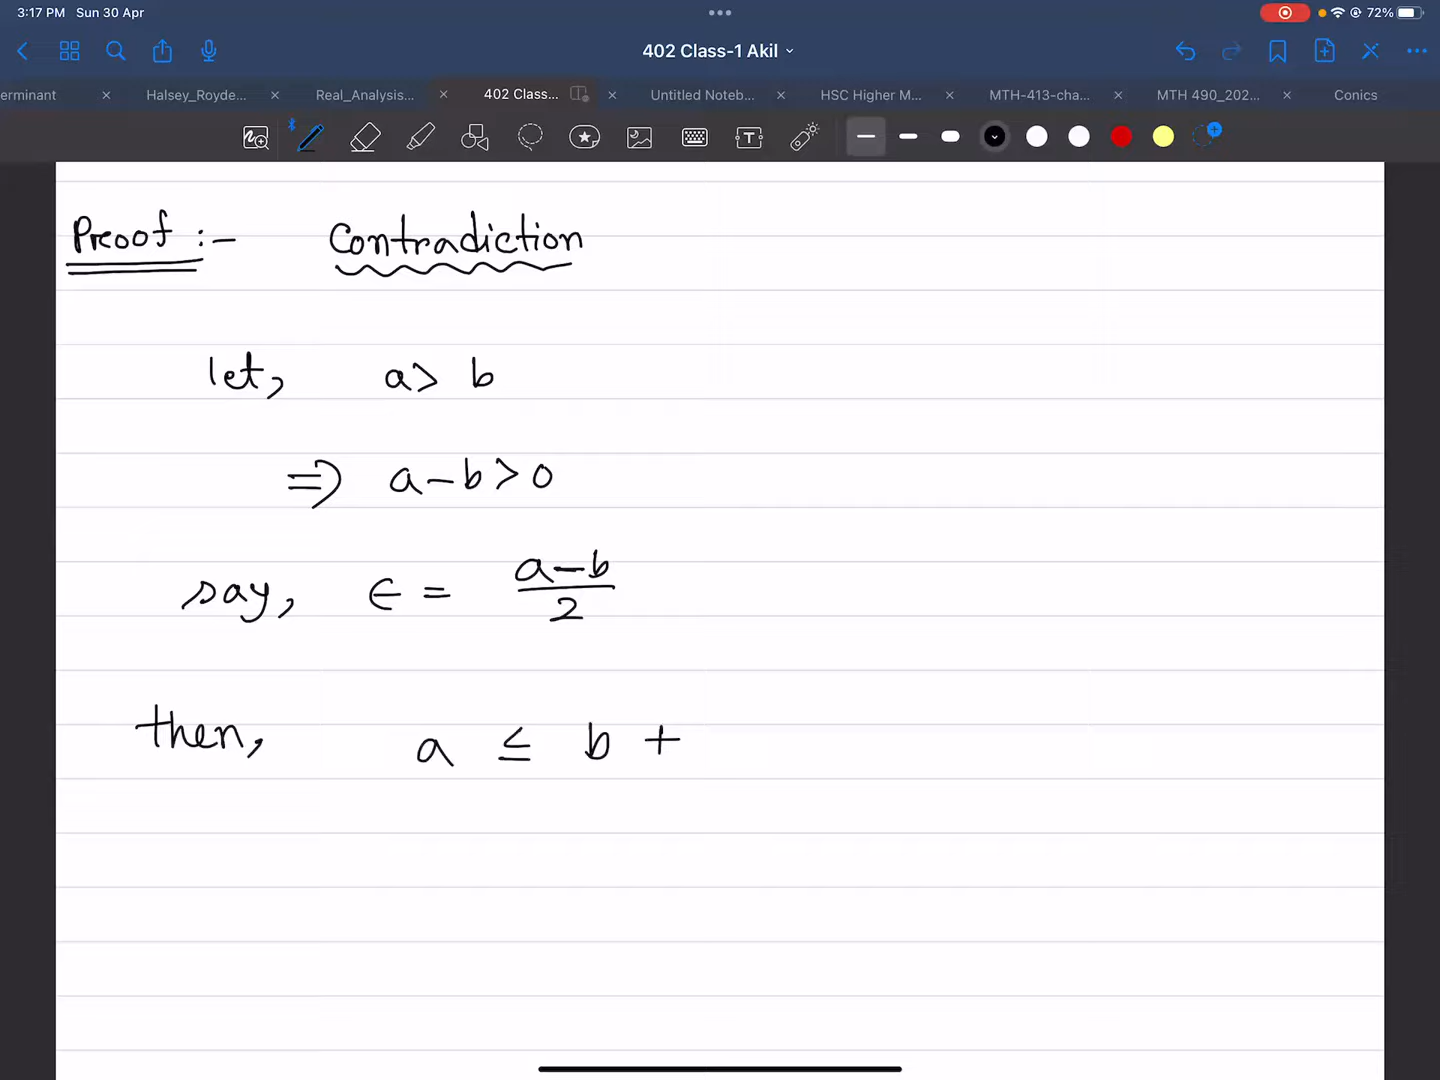 3:17 PM Sun 30 Apr 72%
402 Class-1 Akil
erminant Halsey_Royde... Real_Analysis... 402 Class... Untitled Noteb... HSC Higher M... MTH-413-cha... MTH 490_202... Conics
Proof :- Contradiction
let, a > b
⇒ a - b > 0
say, ϵ = \frac{a-b}{2}
then, a ≤ b +